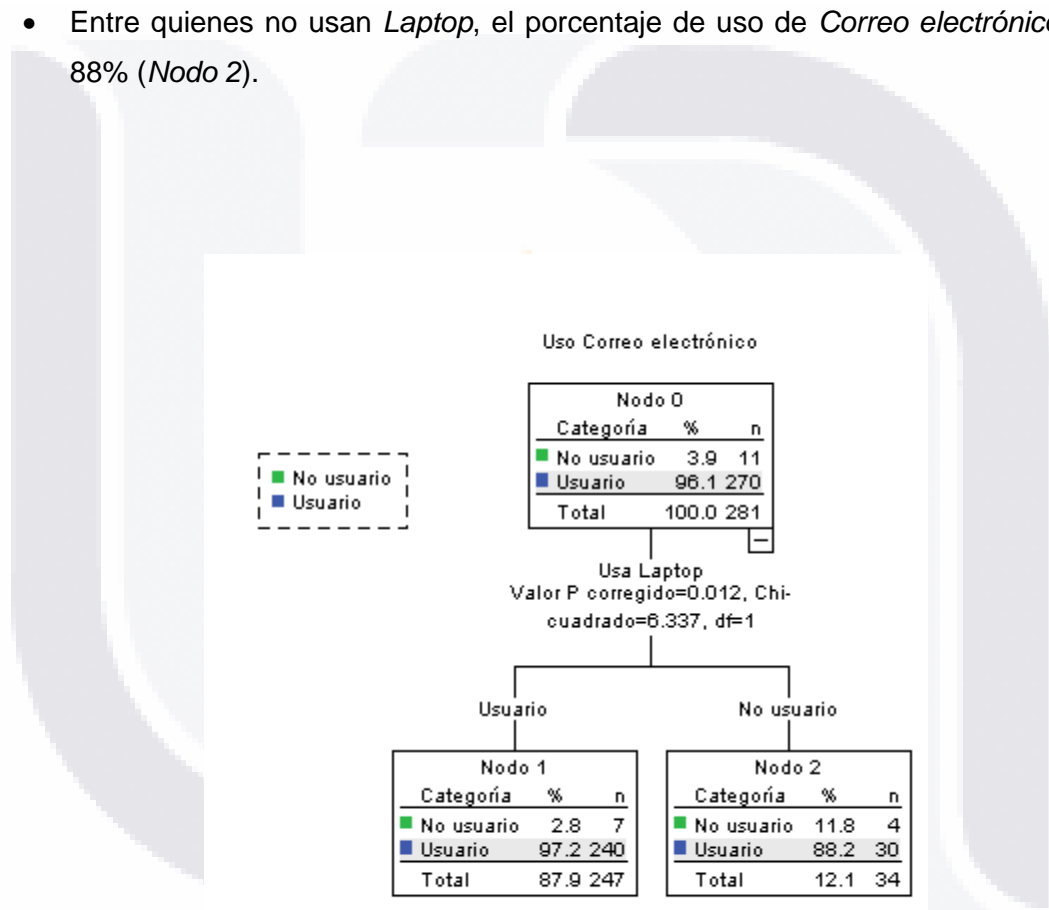 • Entre quienes no usan Laptop, el porcentaje de uso de Correo electrónico
88% (Nodo 2).
Uso Correo electrónico
Nodo 0
Categoría % n
No usuario 3.9 11
Usuario 96.1 270
Total 100.0 281
No usuario
Usuario
Usa Laptop
Valor P corregido=0.012, Chi-
cuadrado=6.337, df=1
Usuario
No usuario
Nodo 1
Categoría % n
No usuario 2.8 7
Usuario 97.2 240
Total 87.9 247
Nodo 2
Categoría % n
No usuario 11.8 4
Usuario 88.2 30
Total 12.1 34